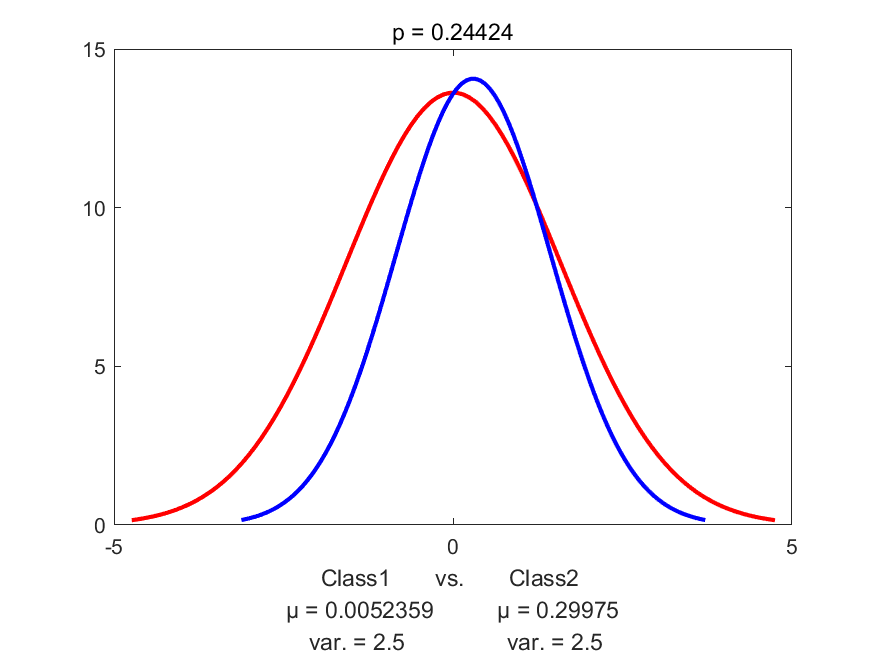 p = 0.24424
15
10
5
0
-5 0 5
Class1 vs. Class2
μ = 0.0052359 μ = 0.29975
var. = 2.5 var. = 2.5